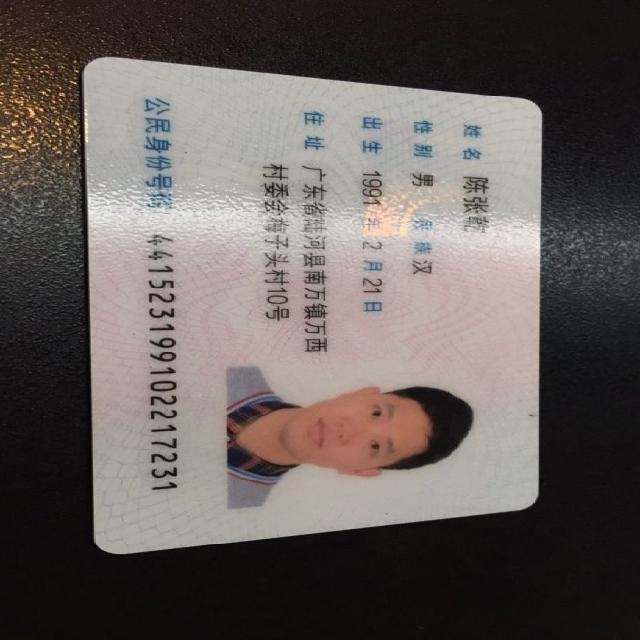 姓名 陈张
性别 男 民族 汉
出生 1991 年 2 月 21 日
住址 广东省陆河县南万镇万西
村委会梅子头村10号
公民身份号码 441523199102217231